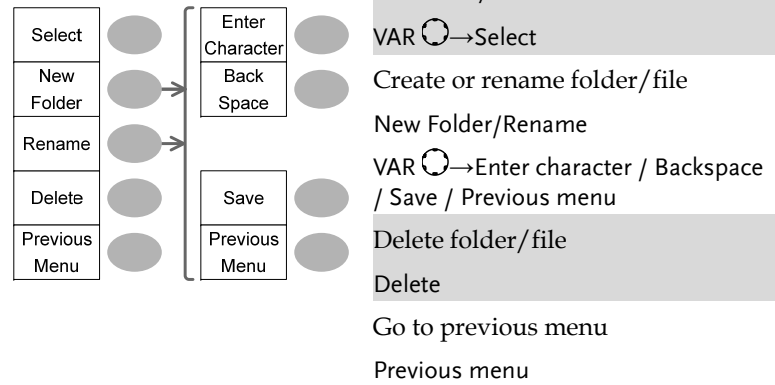 Select
New
Folder
Rename
Delete
Previous
Menu
Enter
Character
Back
Space
Save
Previous
Menu
VAR →Select
Create or rename folder/file
New Folder/Rename
VAR →Enter character / Backspace
/ Save / Previous menu
Delete folder/file
Delete
Go to previous menu
Previous menu